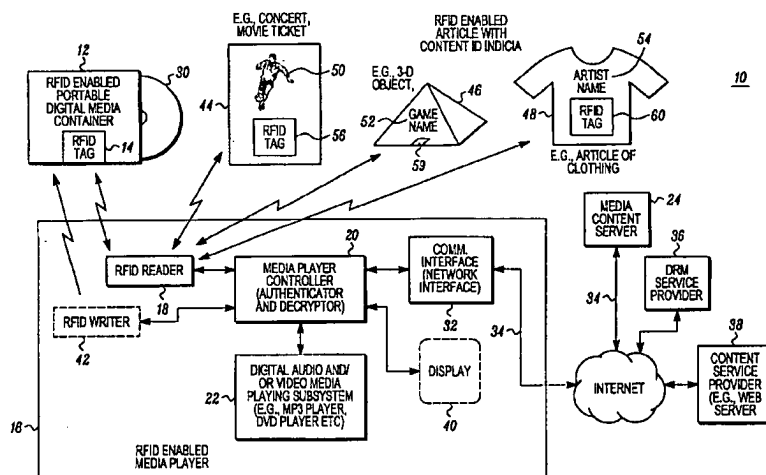 E.G., CONCERT,
MOVIE TICKET
RFID ENABLED
ARTICLE WITH
CONTENT ID INDICIA
12
30
RFID ENABLED
PORTABLE
DIGITAL MEDIA
CONTAINER
RFID
TAG
14
44
50
RFID
TAG
56
E.G., 3-D
OBJECT,
46
52
GAME
NAME
59
54
ARTIST
NAME
48
RFID
TAG
60
E.G., ARTICLE OF
CLOTHING
10
RFID READER
18
RFID WRITER
42
20
MEDIA PLAYER
CONTROLLER
(AUTHENTICATOR
AND DECRYPTOR)
COMM.
INTERFACE
(NETWORK
INTERFACE)
32
34
22
DIGITAL AUDIO AND/
OR VIDEO MEDIA
PLAYING SUBSYSTEM
(E.G., MP3 PLAYER,
DVD PLAYER ETC)
DISPLAY
40
16
RFID ENABLED
MEDIA PLAYER
24
MEDIA
CONTENT
SERVER
34
36
DRM
SERVICE
PROVIDER
INTERNET
38
CONTENT
SERVICE
PROVIDER
(E.G., WEB
SERVER